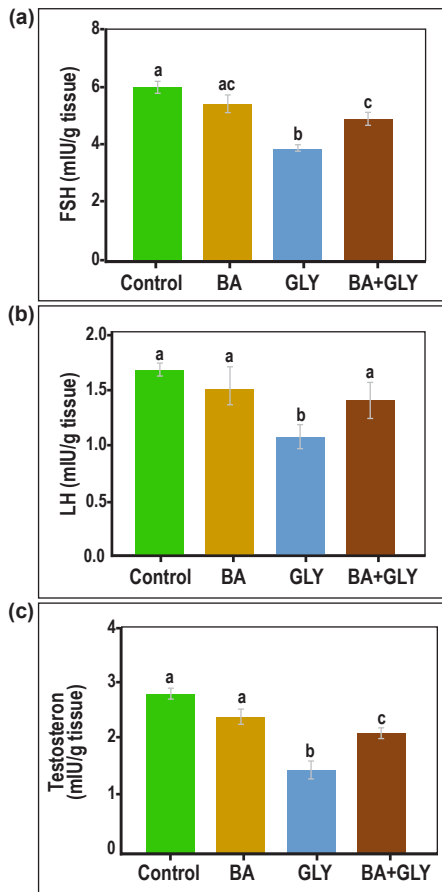 (a)
FSH (mIU/g tissue)
8
6
4
2
0
a
ac
b
c
Control BA GLY BA+GLY
(b)
LH (mIU/g tissue)
2.0
1.5
1.0
0.5
0.0
a
a
b
a
Control BA GLY BA+GLY
(c)
Testosteron
(mIU/g tissue)
4
3
2
1
0
a
a
b
c
Control BA GLY BA+GLY